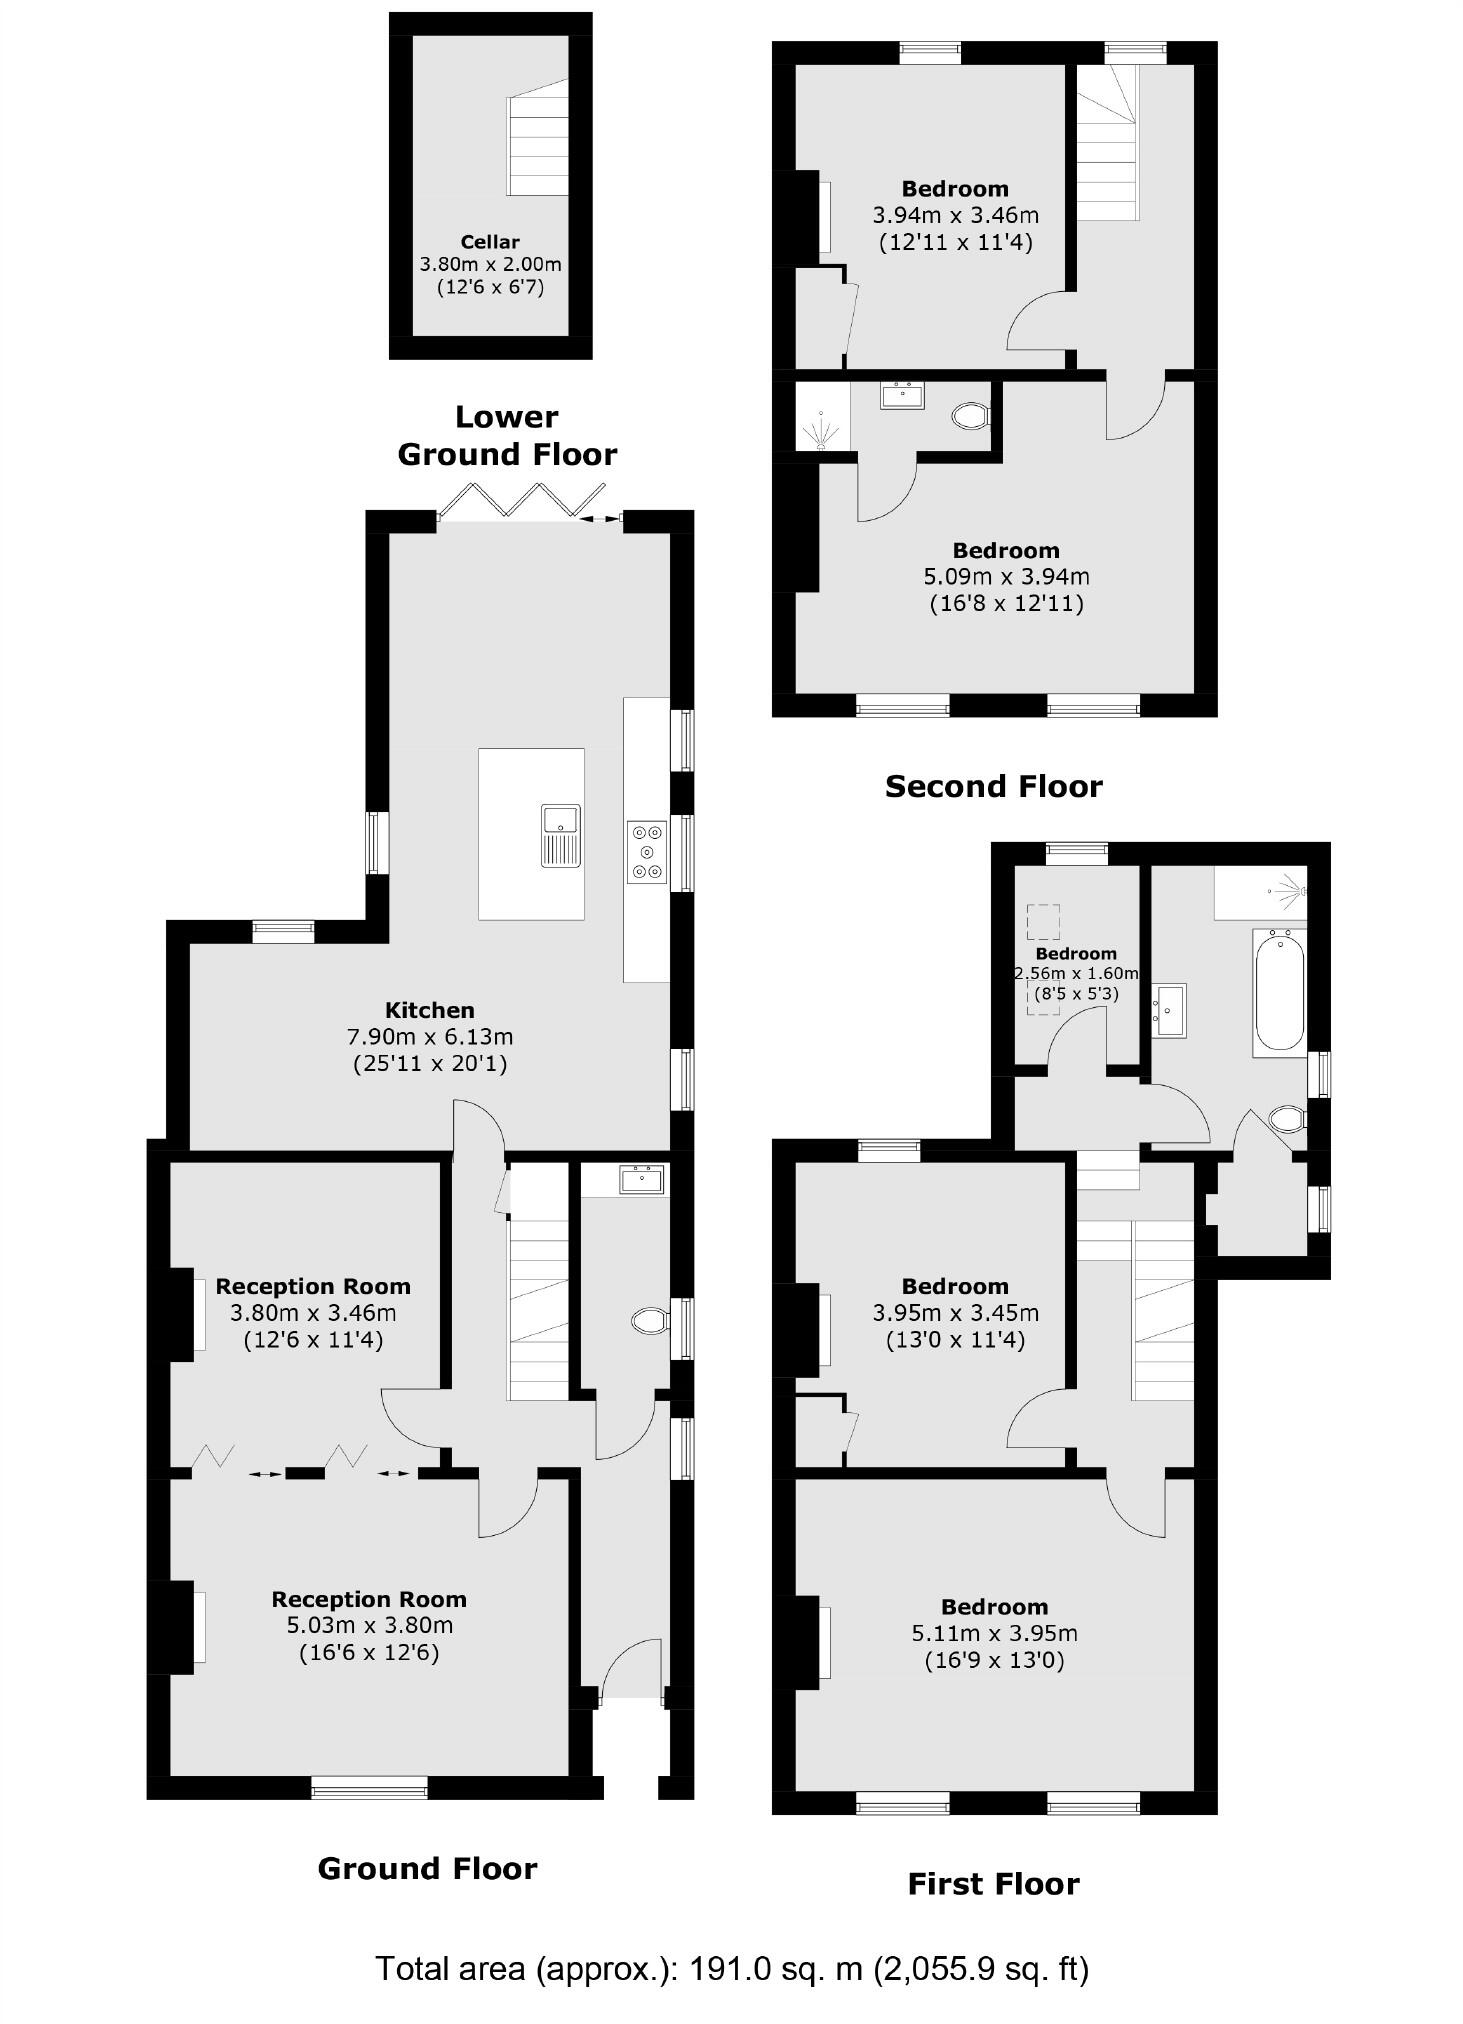 Cellar
3.80m x 2.00m
(12'6 x 6'7)
Lower
Ground Floor
Bedroom
3.94m x 3.46m
(12'11 x 11'4)
Bedroom
5.09m x 3.94m
(16'8 x 12'11)
Second Floor
Kitchen
7.90m x 6.13m
(25'11 x 20'1)
Reception Room
3.80m x 3.46m
(12'6 x 11'4)
Reception Room
5.03m x 3.80m
(16'6 x 12'6)
Ground Floor
Bedroom
2.56m x 1.60m
(8'5 x 5'3)
Bedroom
3.95m x 3.45m
(13'0 x 11'4)
Bedroom
5.11m x 3.95m
(16'9 x 13'0)
First Floor
Total area (approx.): 191.0 sq. m (2,055.9 sq. ft)